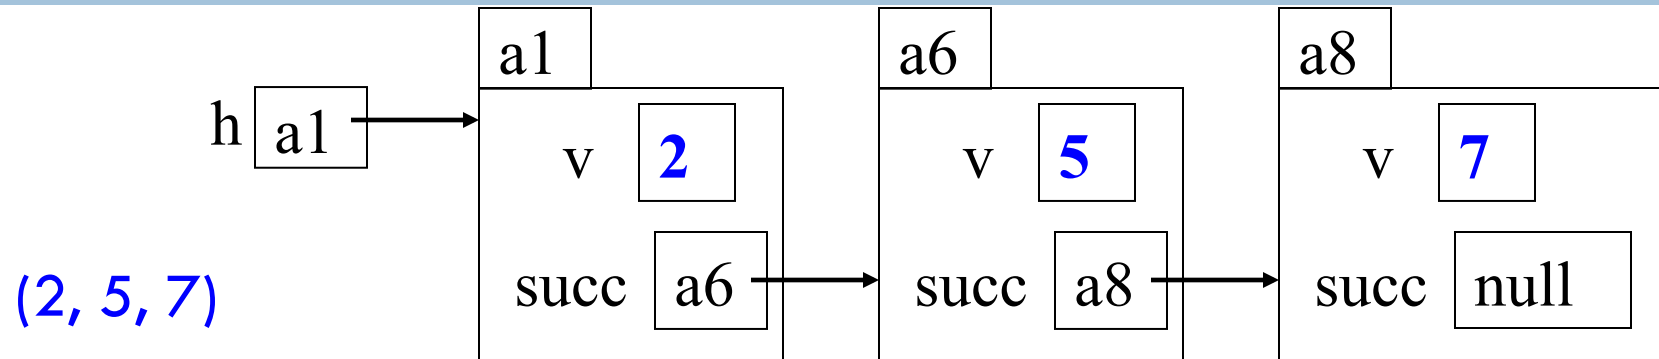 a1 a6 a8
h a1 v 2 v 5 v 7
(2, 5, 7) succ a6 succ a8 succ null